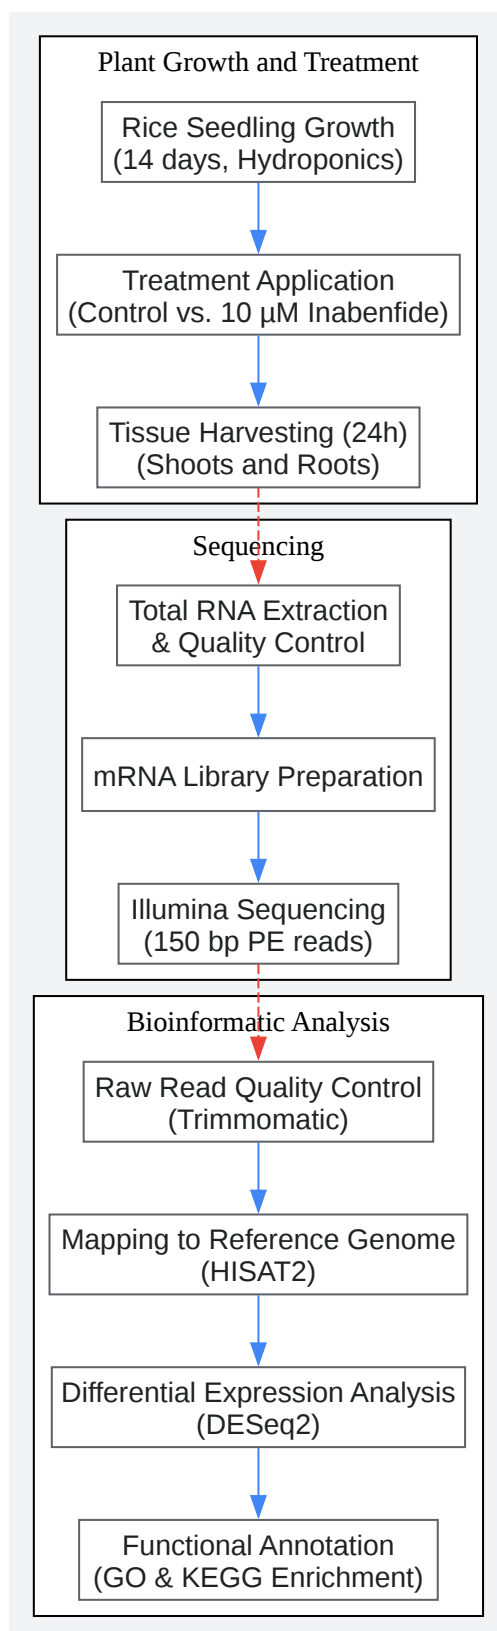 Plant Growth and Treatment
Rice Seedling Growth
(14 days, Hydroponics)
Treatment Application
(Control vs. 10 µM Inabenfide)
Tissue Harvesting (24h)
(Shoots and Roots)
Sequencing
Total RNA Extraction
& Quality Control
mRNA Library Preparation
Illumina Sequencing
(150 bp PE reads)
Bioinformatic Analysis
Raw Read Quality Control
(Trimmomatic)
Mapping to Reference Genome
(HISAT2)
Differential Expression Analysis
(DESeq2)
Functional Annotation
(GO & KEGG Enrichment)